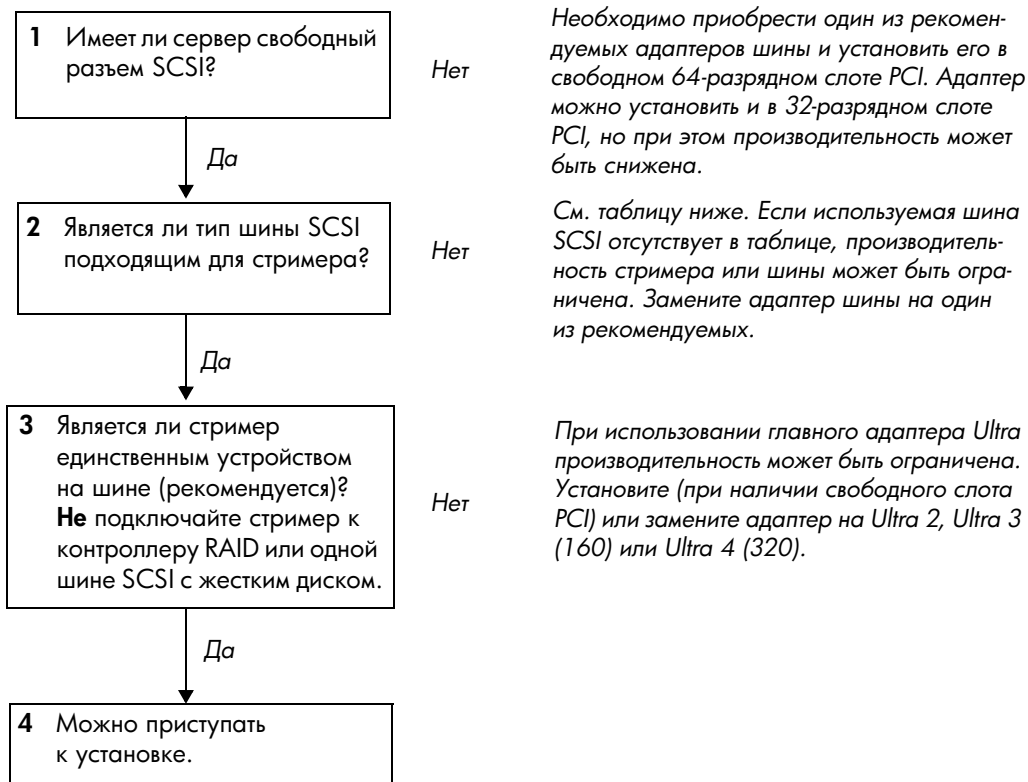 1 Имеет ли сервер свободный
разъем SCSI?
Нет
Необходимо приобрести один из рекомен-
дуемых адаптеров шины и установить его в
свободном 64-разрядном слоте PCI. Адаптер
можно установить и в 32-разрядном слоте
PCI, но при этом производительность может
быть снижена.
Да
2 Является ли тип шины SCSI
подходящим для стримера?
Нет
См. таблицу ниже. Если используемая шина
SCSI отсутствует в таблице, производитель-
ность стримера или шины может быть огра-
ничена. Замените адаптер шины на один
из рекомендуемых.
Да
3 Является ли стример
единственным устройством
на шине (рекомендуется)?
Не подключайте стример к
контроллеру RAID или одной
шине SCSI с жестким диском.
Нет
При использовании главного адаптера Ultra
производительность может быть ограничена.
Установите (при наличии свободного слота
PCI) или замените адаптер на Ultra 2, Ultra 3
(160) или Ultra 4 (320).
Да
4 Можно приступать
к установке.